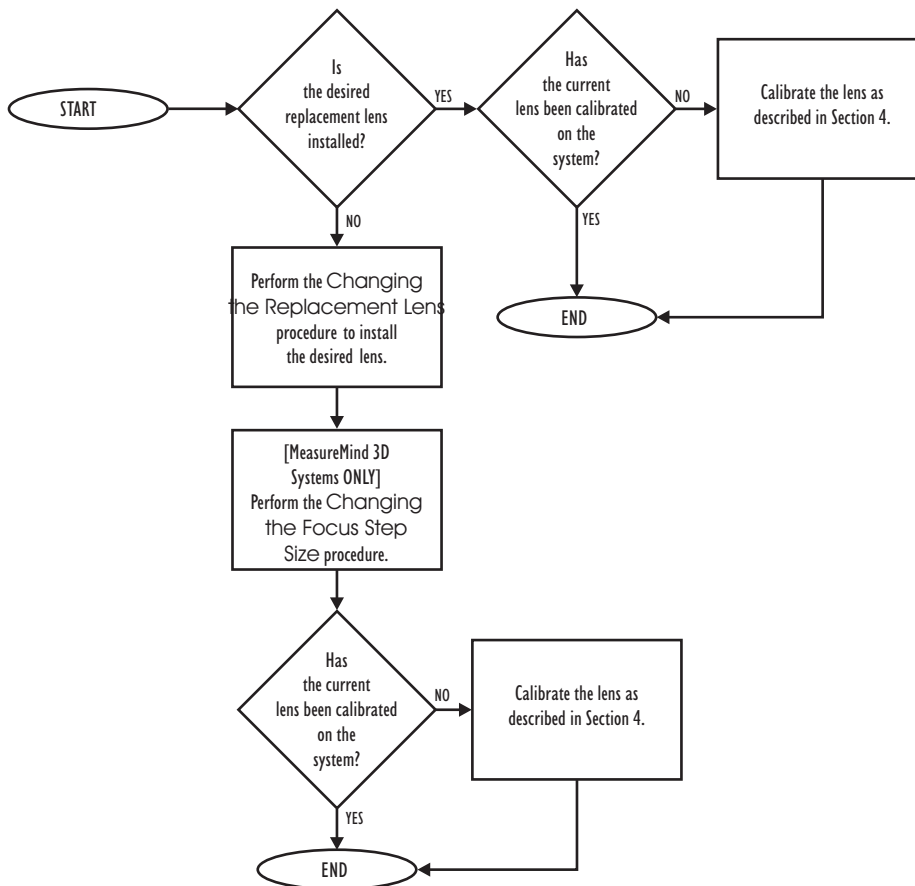 START
Is
the desired
replacement lens
installed?
YES
Has
the current
lens been calibrated
on the
system?
NO
Calibrate the lens as
described in Section 4.
YES
END
NO
Perform the Changing
the Replacement Lens
procedure to install
the desired lens.
[MeasureMind 3D
Systems ONLY]
Perform the Changing
the Focus Step
Size procedure.
Has
the current
lens been calibrated
on the
system?
NO
Calibrate the lens as
described in Section 4.
YES
END